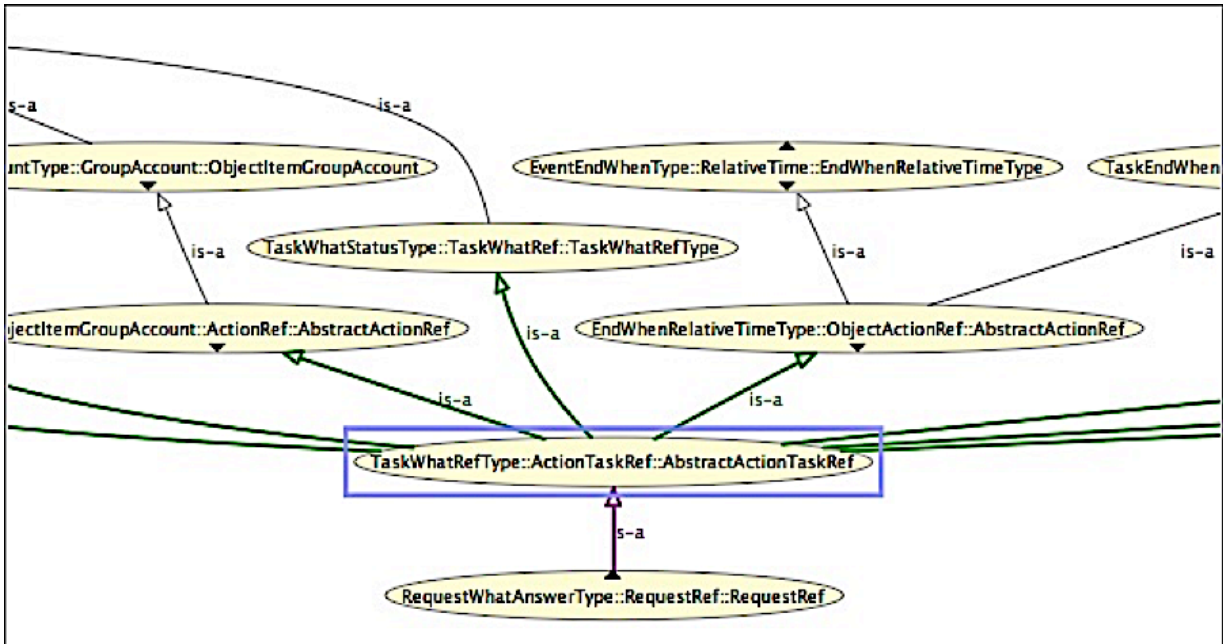 is-a
s-a
untType::GroupAccount::ObjectItemGroupAccount
EventEndWhenType::RelativeTime::EndWhenRelativeTimeType
TaskEndWhen
is-a
TaskWhatStatusType::TaskWhatRef::TaskWhatRefType
is-a
is-a
jectItemGroupAccount::ActionRef::AbstractActionRef
is-a
EndWhenRelativeTimeType::ObjectActionRef::AbstractActionRef
is-a
is-a
TaskWhatRefType::ActionTaskRef::AbstractActionTaskRef
s-a
RequestWhatAnswerType::RequestRef::RequestRef